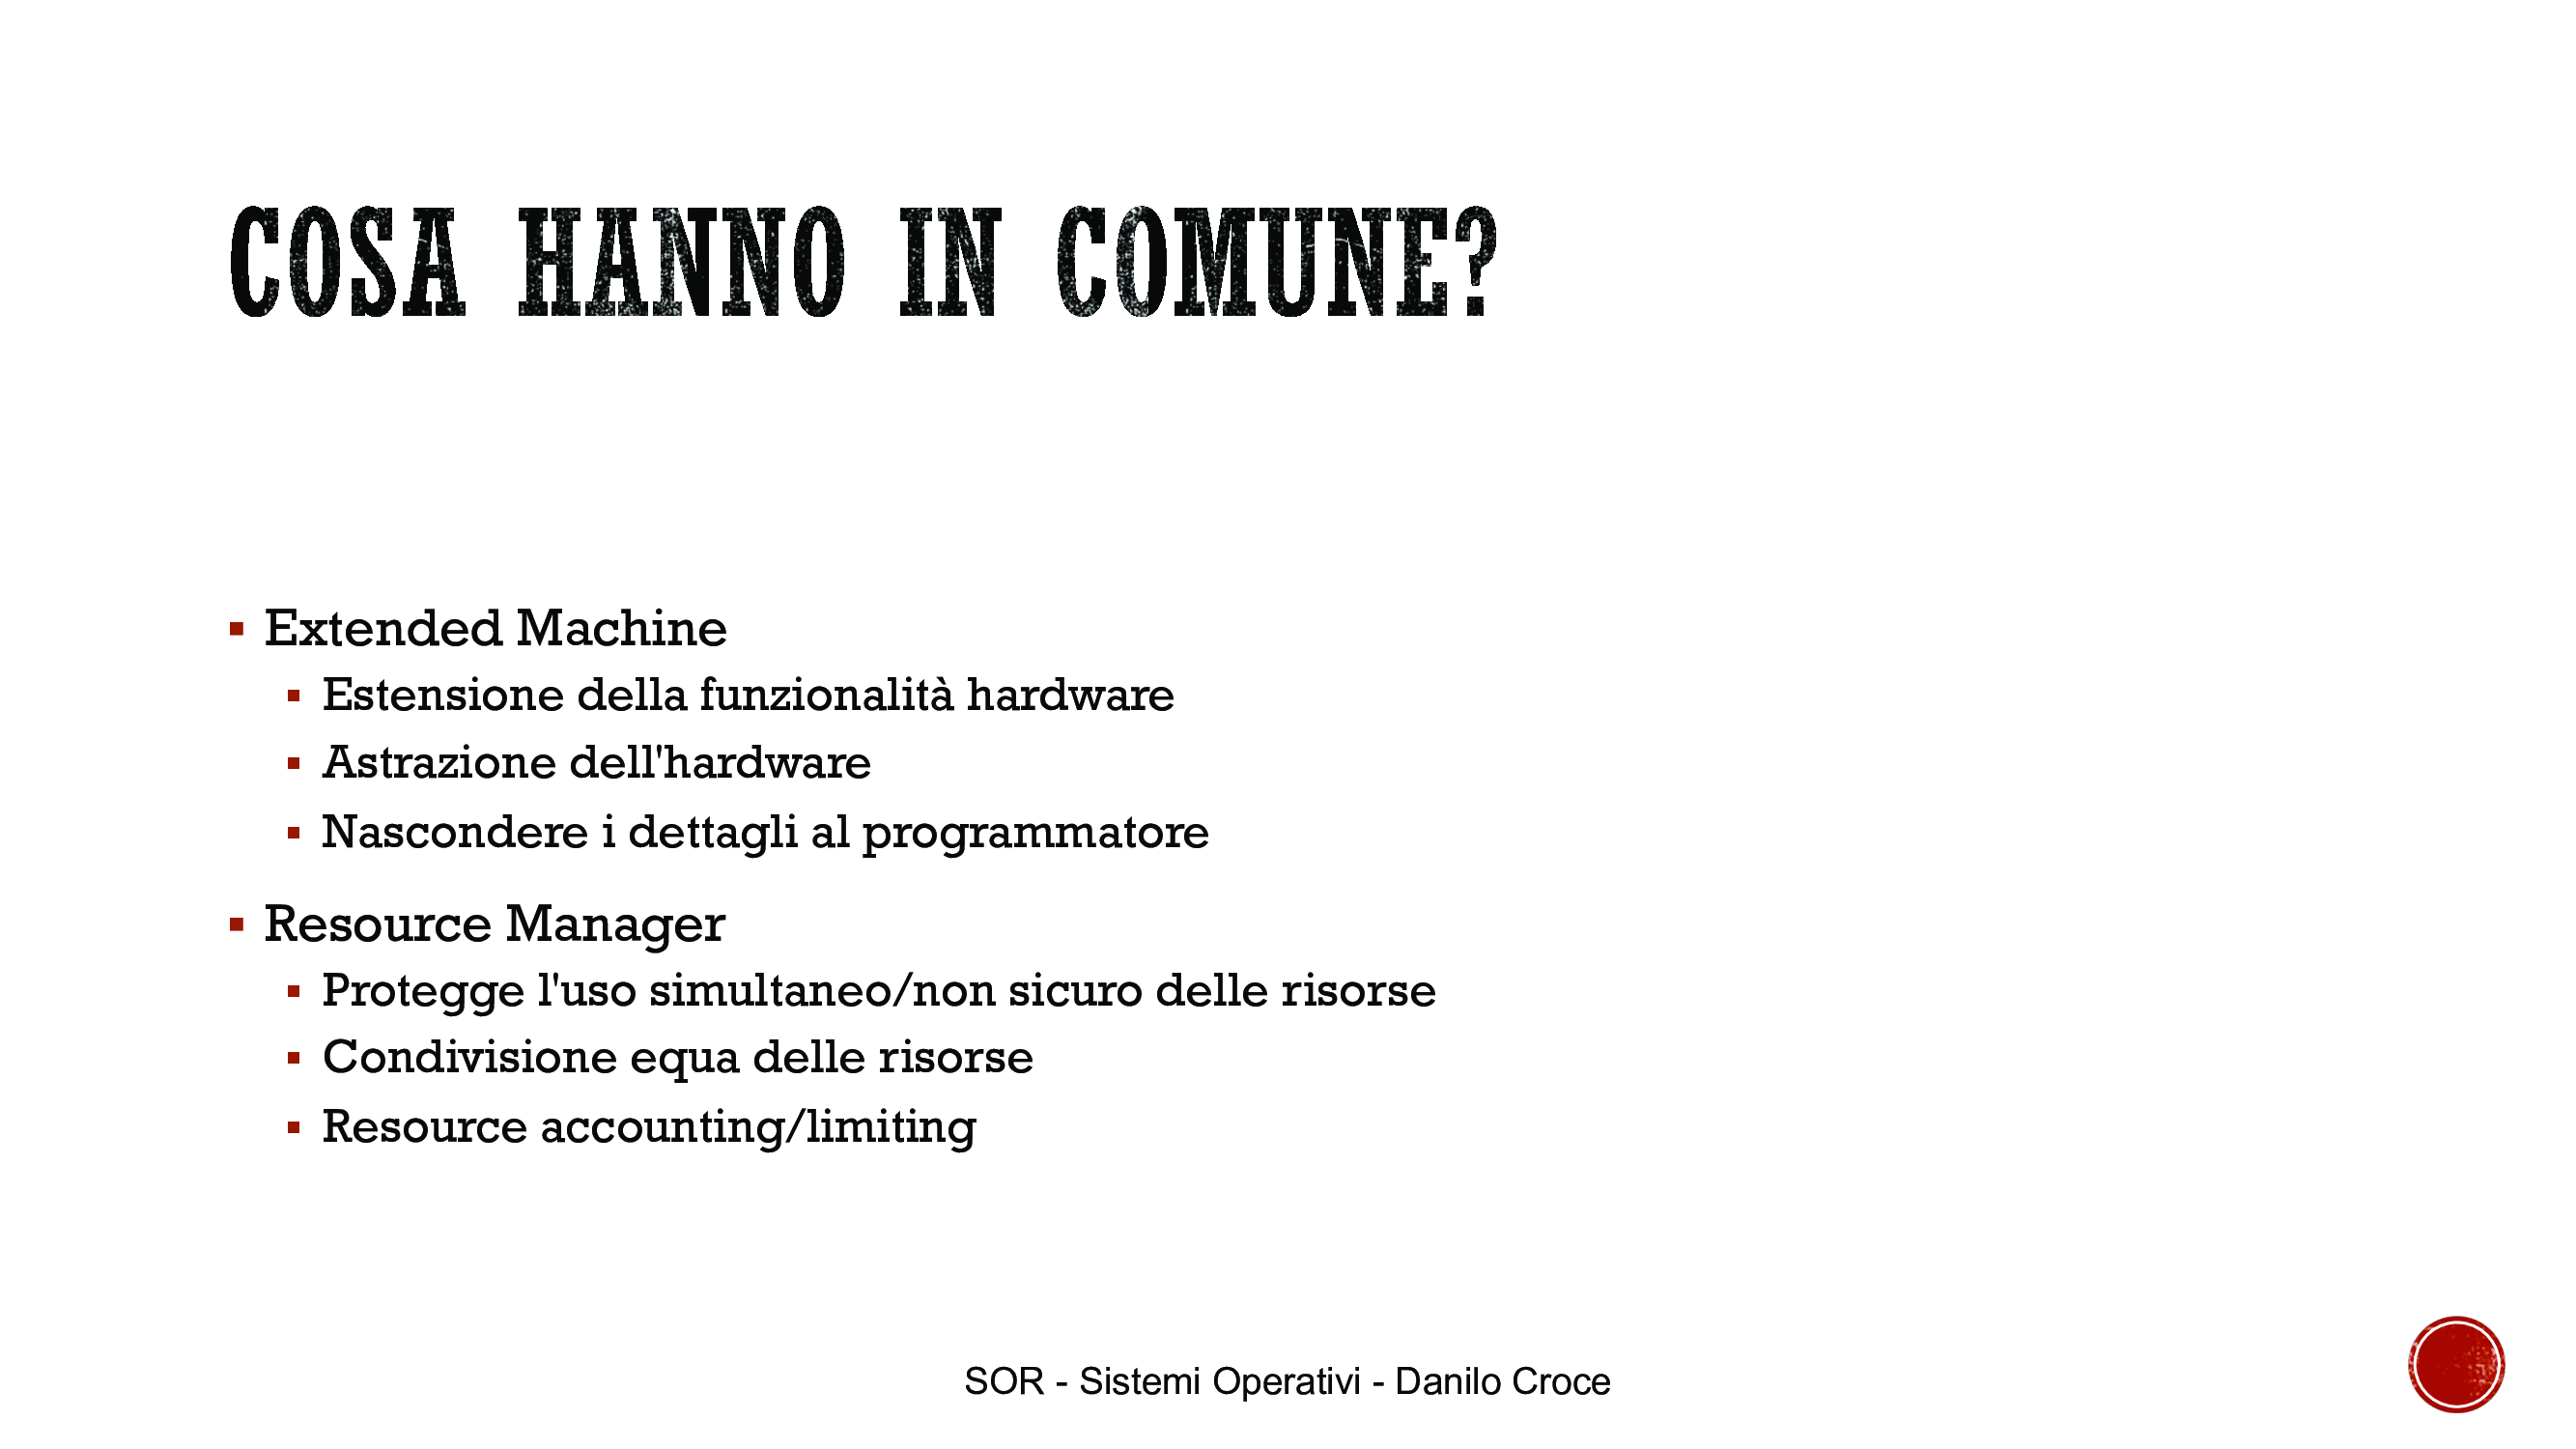 COSA HANNO IN COMUNE?
▪ Extended Machine
▪ Estensione della funzionalità hardware
▪ Astrazione dell'hardware
▪ Nascondere i dettagli al programmatore
▪ Resource Manager
▪ Protegge l'uso simultaneo/non sicuro delle risorse
▪ Condivisione equa delle risorse
▪ Resource accounting/limiting
SOR - Sistemi Operativi - Danilo Croce